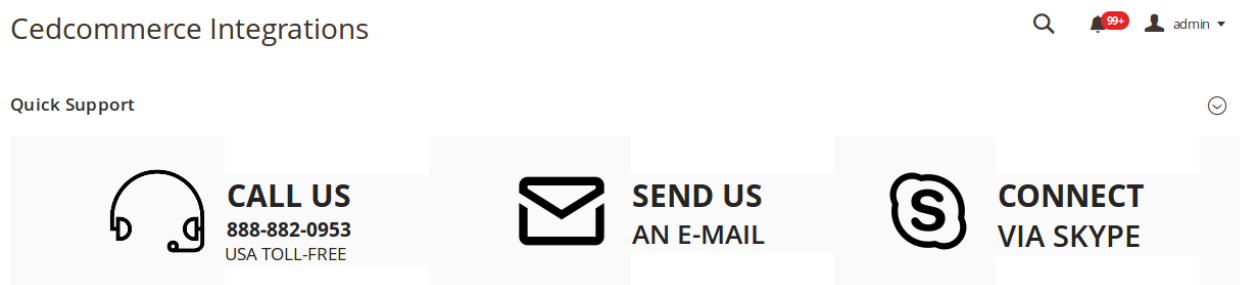 Cedcommerce Integrations
99+
admin
Quick Support
CALL US
888-882-0953
USA TOLL-FREE
SEND US
AN E-MAIL
S
CONNECT
VIA SKYPE